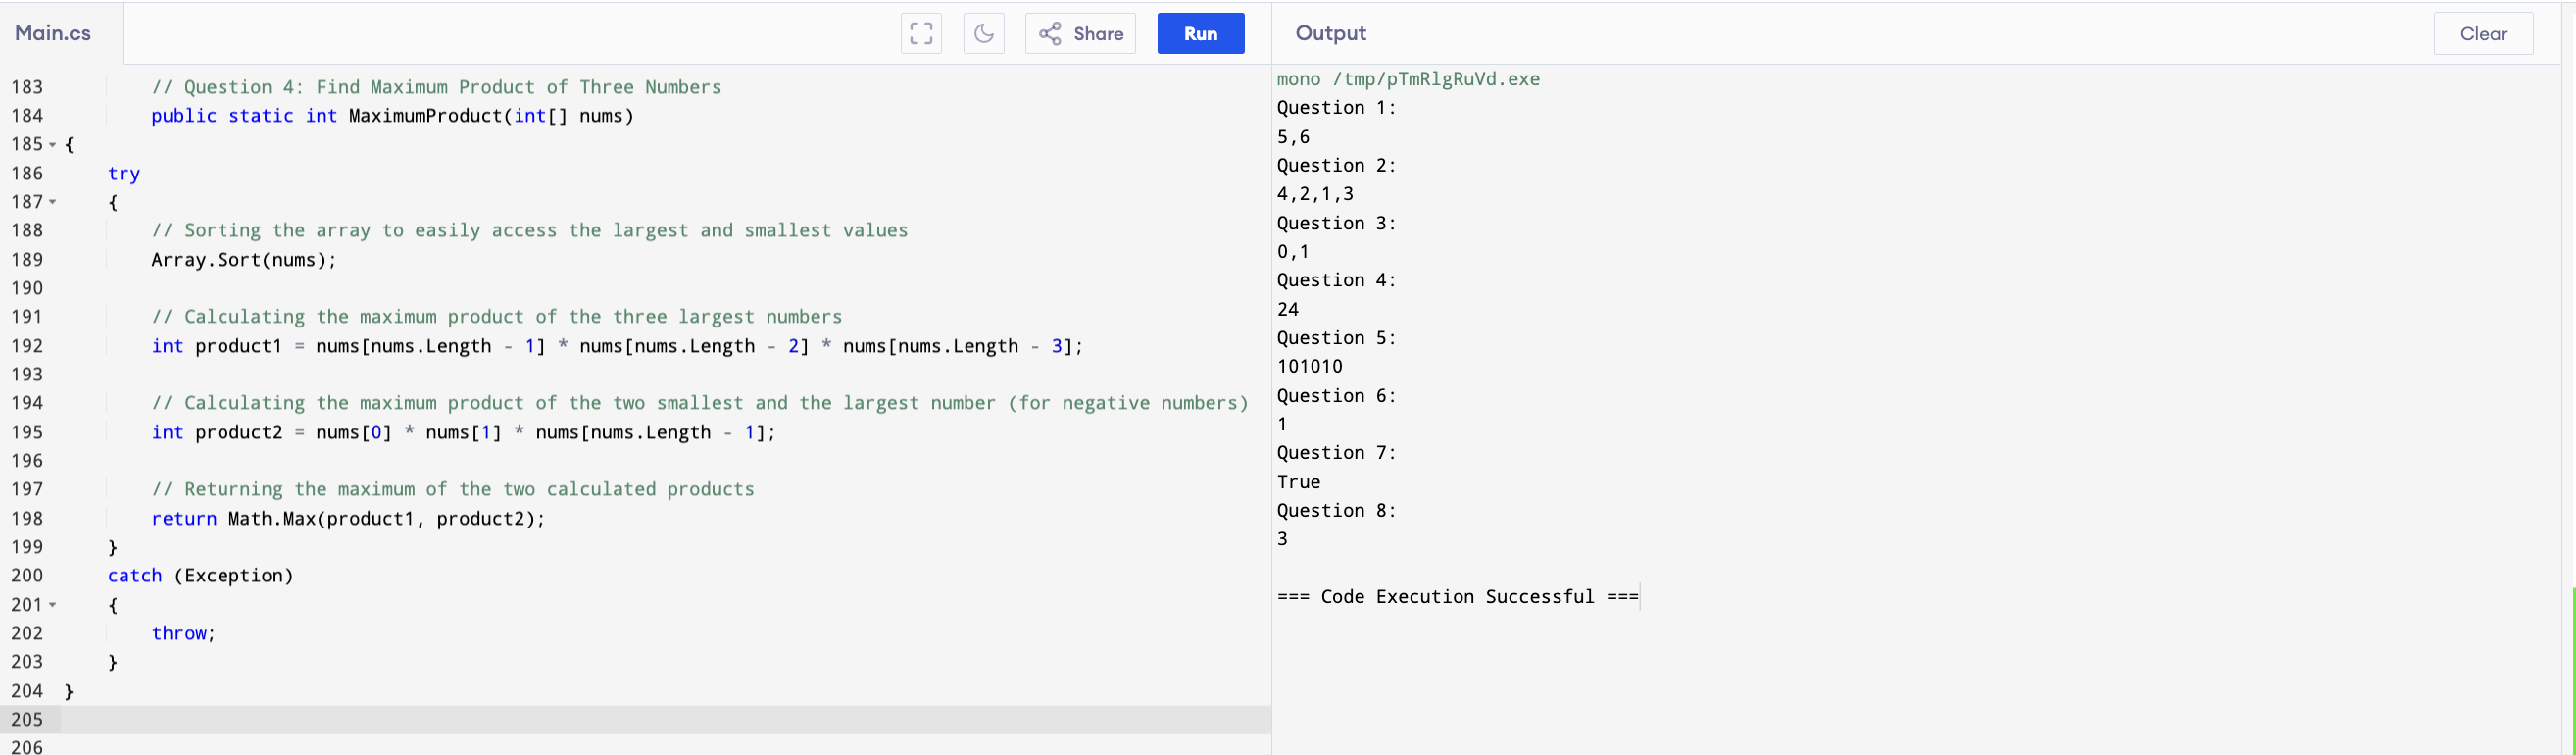 Main.cs
Share
Run
Output
Clear
183 // Question 4: Find Maximum Product of Three Numbers
184 public static int MaximumProduct(int[] nums)
185 {
186 try
187 {
188 // Sorting the array to easily access the largest and smallest values
189 Array.Sort(nums);
190
191 // Calculating the maximum product of the three largest numbers
192 int product1 = nums[nums.Length - 1] * nums[nums.Length - 2] * nums[nums.Length - 3];
193
194 // Calculating the maximum product of the two smallest and the largest number (for negative numbers)
195 int product2 = nums[0] * nums[1] * nums[nums.Length - 1];
196
197 // Returning the maximum of the two calculated products
198 return Math.Max(product1, product2);
199 }
200 catch (Exception)
201 {
202 throw;
203 }
204 }
205
206
mono /tmp/pTmRlgRuVd.exe
Question 1:
5,6
Question 2:
4,2,1,3
Question 3:
0,1
Question 4:
24
Question 5:
101010
Question 6:
1
Question 7:
True
Question 8:
3
=== Code Execution Successful ===